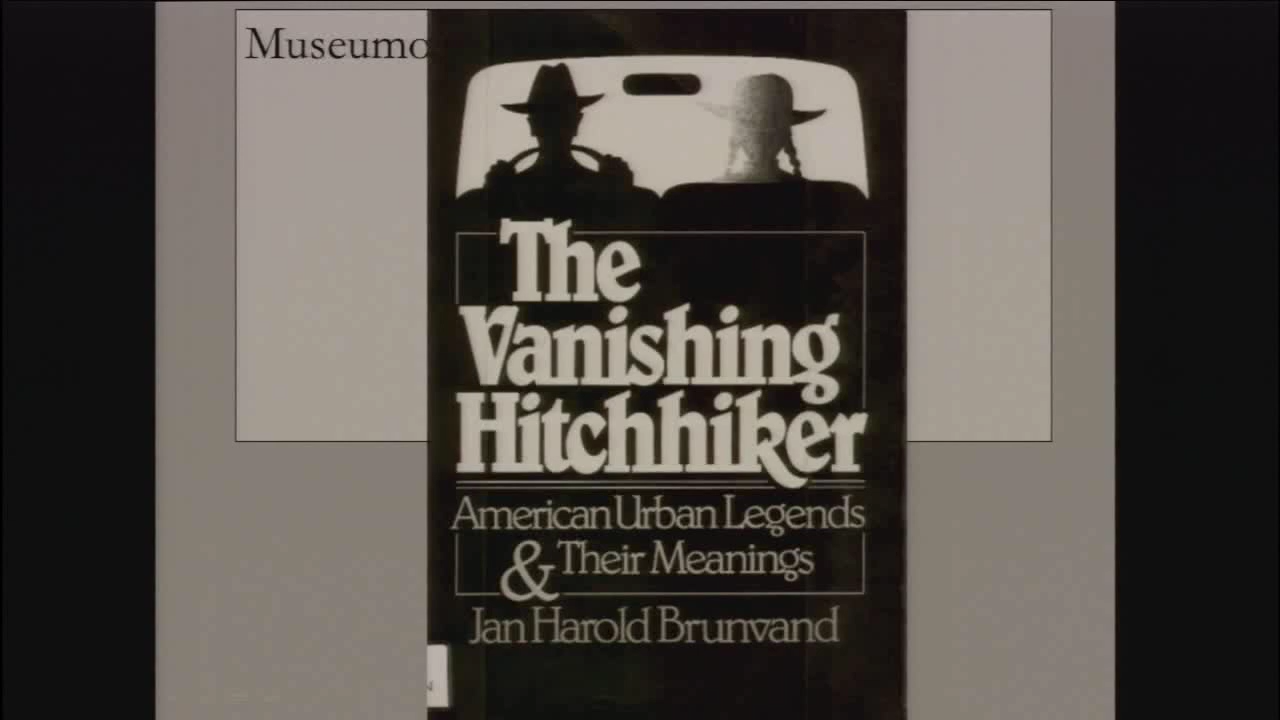 Museumo
The
Vanishing
Hitchhiker
American Urban Legends
& Their Meanings
Jan Harold Brunvand
N